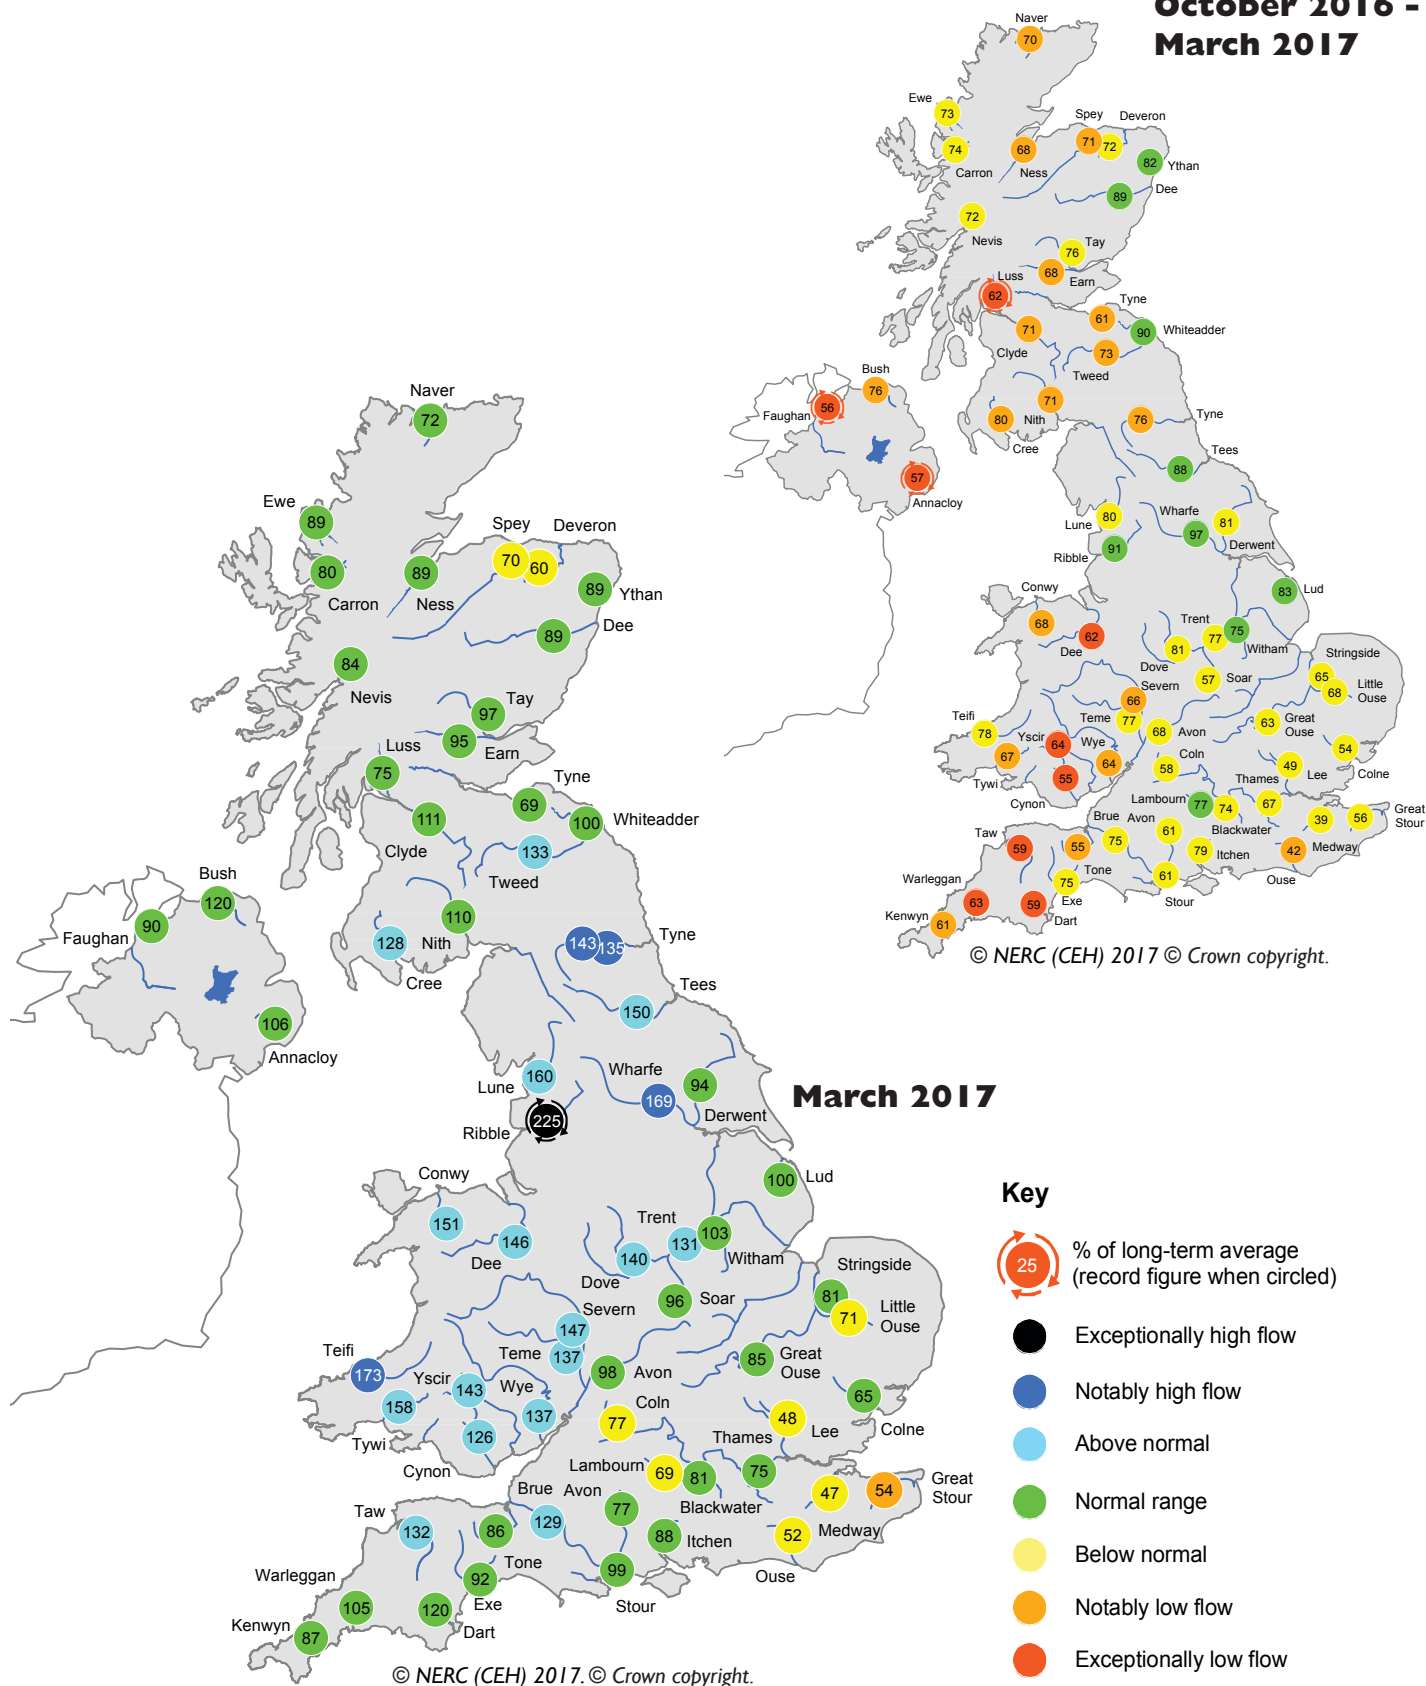 October 2016 -
March 2017
Naver
70
Ewe
73
Spey
Deveron
71
72
74
68
82
Ythan
Carron
Ness
Dee
89
72
Nevis
Tay
76
Luss
68
Earn
62
Tyne
61
71
90
Whiteadder
Clyde
73
Tweed
Bush
76
56
Faughan
71
80
Nith
76
Tyne
Cree
Tees
88
57
Annacloy
80
Lune
Wharfe
81
97
Derwent
Ribble
91
Conwy
83
Lud
68
62
Trent
77
75
Dee
81
Witham
Dove
Stringside
57
Soar
65
68
Little
Ouse
Severn
66
Teifi
78
Teme
77
63
Great
Ouse
68
Avon
Yscir
64
Wye
67
64
Coln
54
Tywi
55
58
49
Lee
Colne
Cynon
Thames
Lambourn
77
74
67
Great
Stour
Brue
Avon
39
56
Taw
59
55
75
61
Blackwater
79
Itchen
42
Medway
Tone
Ouse
Warleggan
75
61
Exe
Stour
63
59
Dart
Kenwyn
61
© NERC (CEH) 2017 © Crown copyright.
March 2017
Naver
72
Ewe
89
Spey
Deveron
70
60
80
89
89
Ythan
Carron
Ness
Dee
89
84
Nevis
Tay
97
95
Earn
Luss
75
Tyne
69
111
100
Whiteadder
Clyde
133
Tweed
Bush
120
90
Faughan
110
128
Nith
143
135
Tyne
Cree
Tees
150
106
Annacloy
160
Lune
Wharfe
94
169
Derwent
225
Ribble
Conwy
100
Lud
151
146
Trent
131
103
Dee
140
Witham
Dove
Stringside
96
Soar
81
71
Little
Ouse
Severn
147
Teifi
173
Teme
137
85
Great
Ouse
98
Avon
Yscir
143
Wye
158
137
Coln
77
65
Tywi
126
48
Lee
Colne
Cynon
Thames
Lambourn
69
81
75
Great
Stour
Brue
Avon
47
54
Taw
132
86
129
77
Blackwater
88
Itchen
52
Medway
Tone
Ouse
Warleggan
92
99
Exe
Stour
105
120
Dart
Kenwyn
87
© NERC (CEH) 2017. © Crown copyright.
Key
25
% of long-term average
(record figure when circled)
Exceptionally high flow
Notably high flow
Above normal
Normal range
Below normal
Notably low flow
Exceptionally low flow